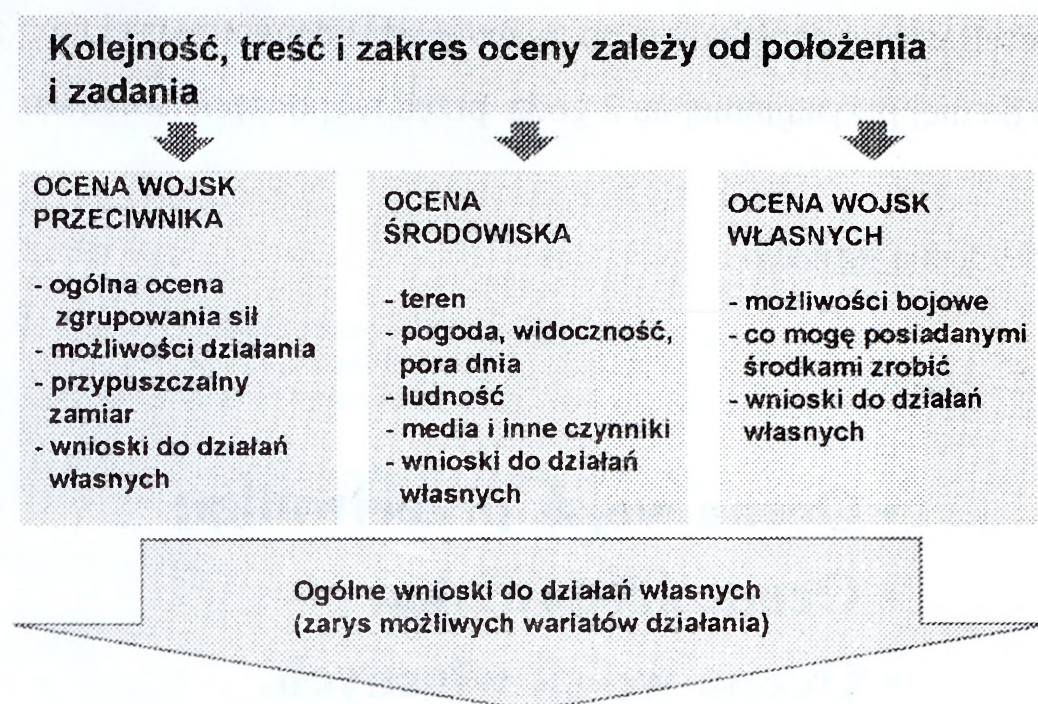 Kolejność, treść i zakres oceny zależy od położenia
i zadania
OCENA WOJSK
PRZECIWNIKA
- ogólna ocena
zgrupowania sił
- możliwości działania
- przypuszczalny
zamiar
- wnioski do działań
własnych
OCENA
ŚRODOWISKA
- teren
- pogoda, widoczność,
pora dnia
- ludność
- media i inne czynniki
- wnioski do działań
własnych
OCENA WOJSK
WŁASNYCH
- możliwości bojowe
- co mogę posiadanymi
środkami zrobić
- wnioski do działań
własnych
Ogólne wnioski do działań własnych
(zarys możliwych wariatów działania)